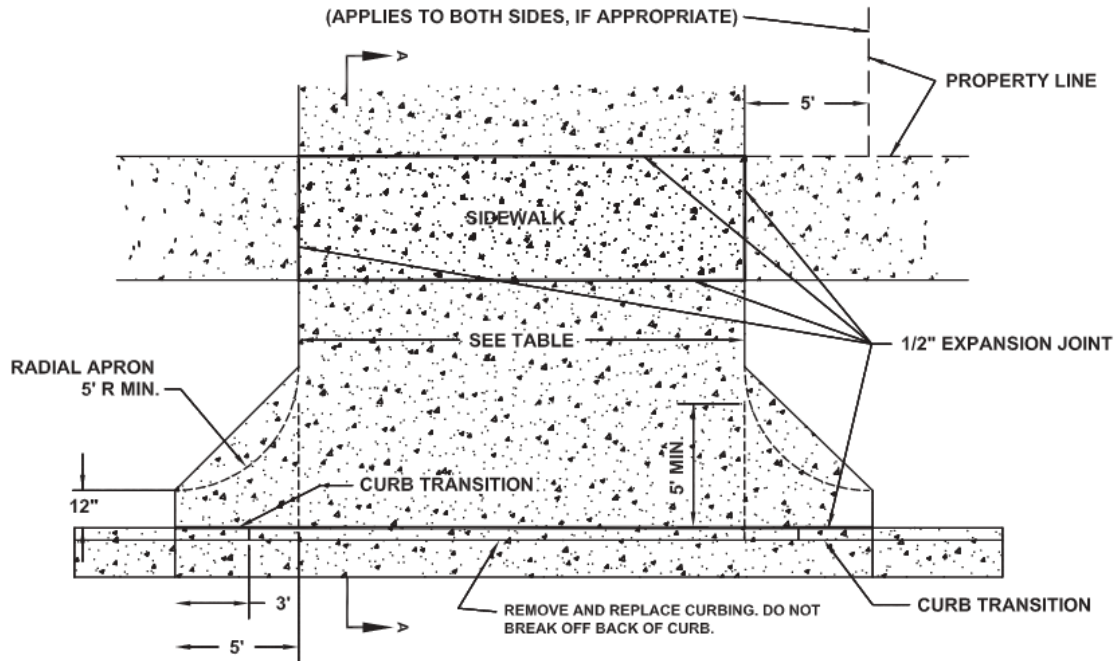 (APPLIES TO BOTH SIDES, IF APPROPRIATE)
A
PROPERTY LINE
5'
SIDEWALK
SEE TABLE
1/2" EXPANSION JOINT
RADIAL APRON
5' R MIN.
5' MIN
CURB TRANSITION
12"
3'
REMOVE AND REPLACE CURBING. DO NOT
BREAK OFF BACK OF CURB.
CURB TRANSITION
A
5'